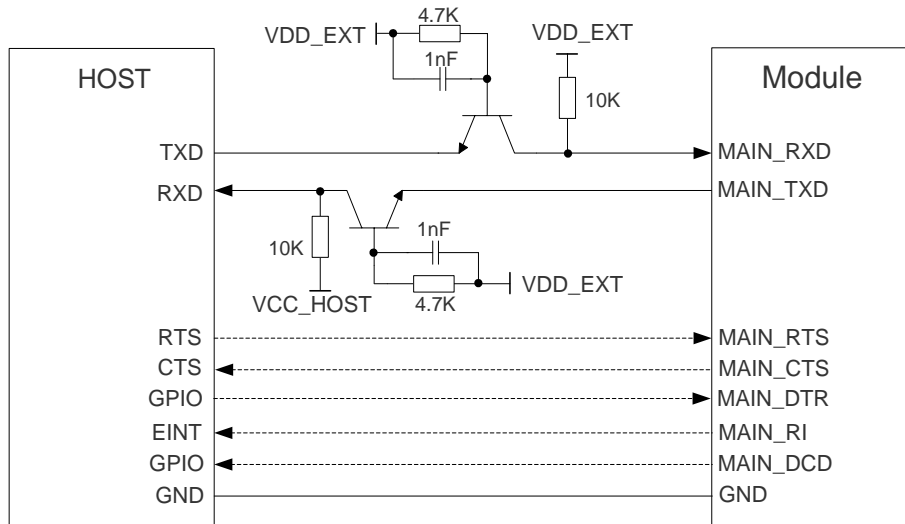 4.7K
VDD_EXT
VDD_EXT
1nF
HOST
Module
10K
TXD
MAIN_RXD
RXD
MAIN_TXD
1nF
10K
VDD_EXT
4.7K
VCC_HOST
RTS
MAIN_RTS
CTS
MAIN_CTS
GPIO
MAIN_DTR
EINT
MAIN_RI
GPIO
MAIN_DCD
GND
GND